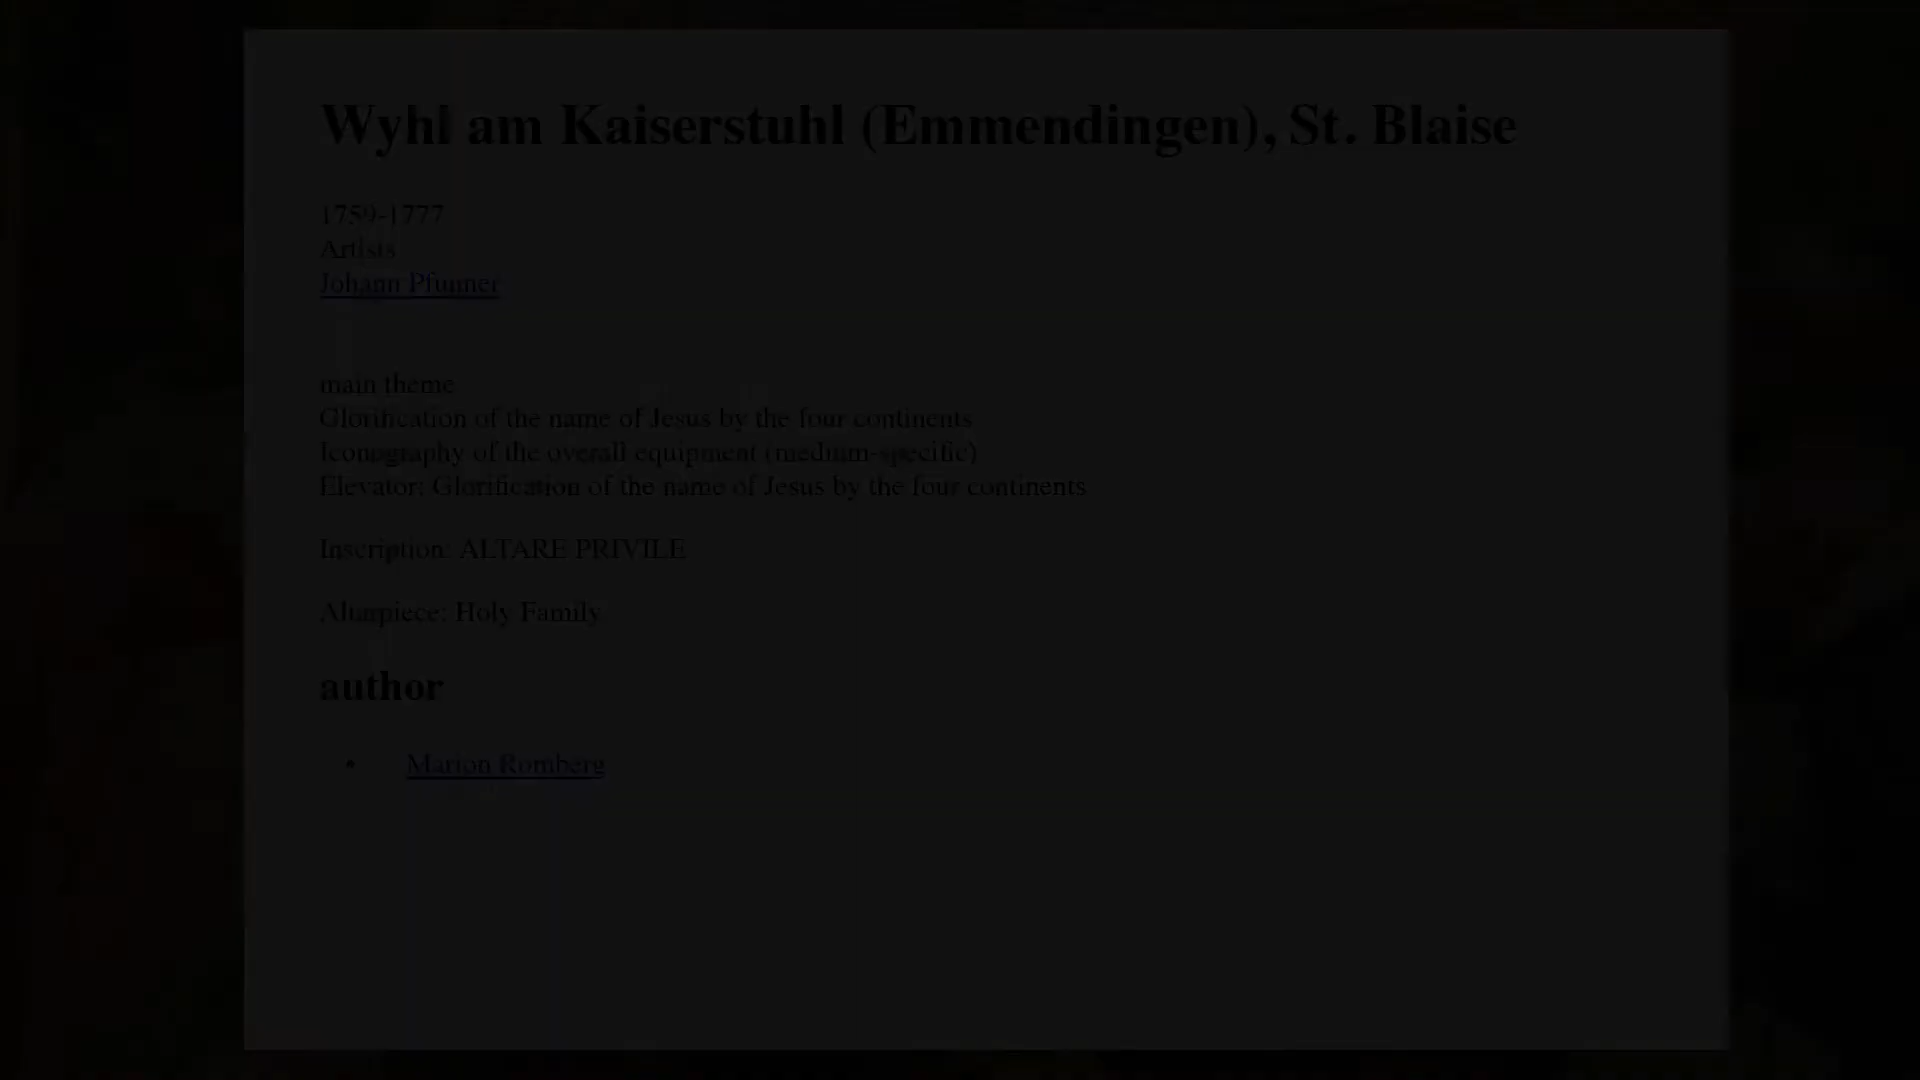 Wyhl am Kaiserstuhl (Emmendingen), St. Blaise
1759-1777
Artists
Johann Pfunner
main theme
Glorification of the name of Jesus by the four continents
Iconography of the overall equipment (medium-specific)
Elevator: Glorification of the name of Jesus by the four continents
Inscription: ALTARE PRIVILE
Altarpiece: Holy Family
author
• Marion Romberg